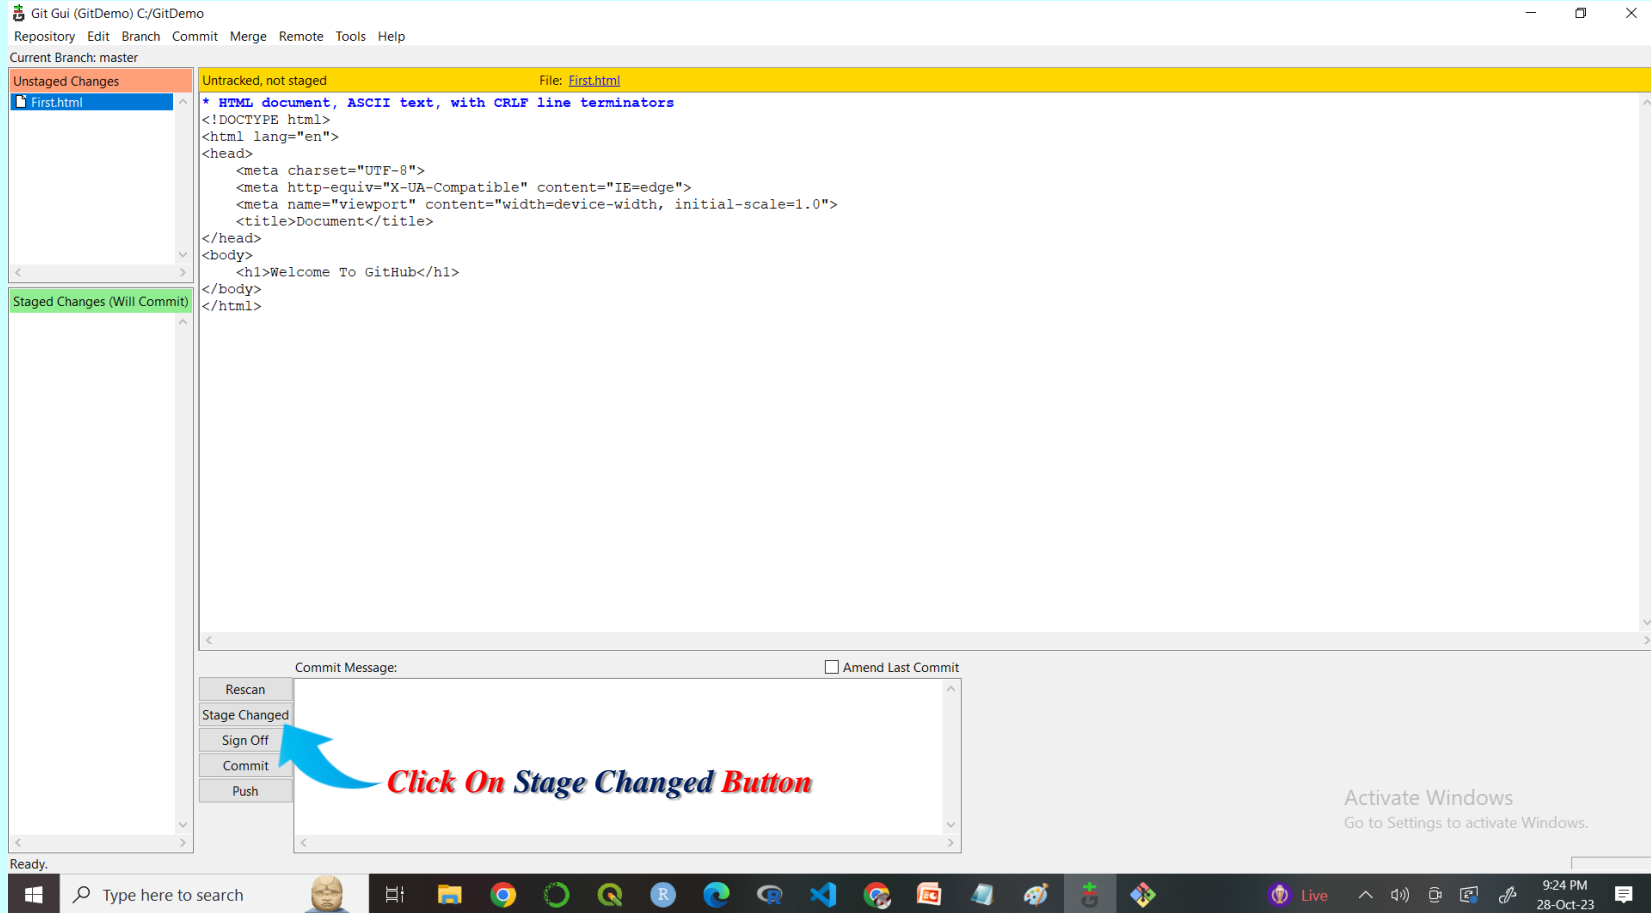 Git Gui (GitDemo) C:/GitDemo
Repository Edit Branch Commit Merge Remote Tools Help
Current Branch: master
Unstaged Changes
First.html
Untracked, not staged File: First.html
* HTML document, ASCII text, with CRLF line terminators
<!DOCTYPE html>
<html lang="en">
<head>
    <meta charset="UTF-8">
    <meta http-equiv="X-UA-Compatible" content="IE=edge">
    <meta name="viewport" content="width=device-width, initial-scale=1.0">
    <title>Document</title>
</head>
<body>
    <h1>Welcome To GitHub</h1>
</body>
</html>
Staged Changes (Will Commit)
Commit Message:
Amend Last Commit
Rescan
Stage Changed
Sign Off
Commit
Push
Click On Stage Changed Button
Activate Windows
Go to Settings to activate Windows.
Ready.
Type here to search
Live
9:24 PM
28-Oct-23